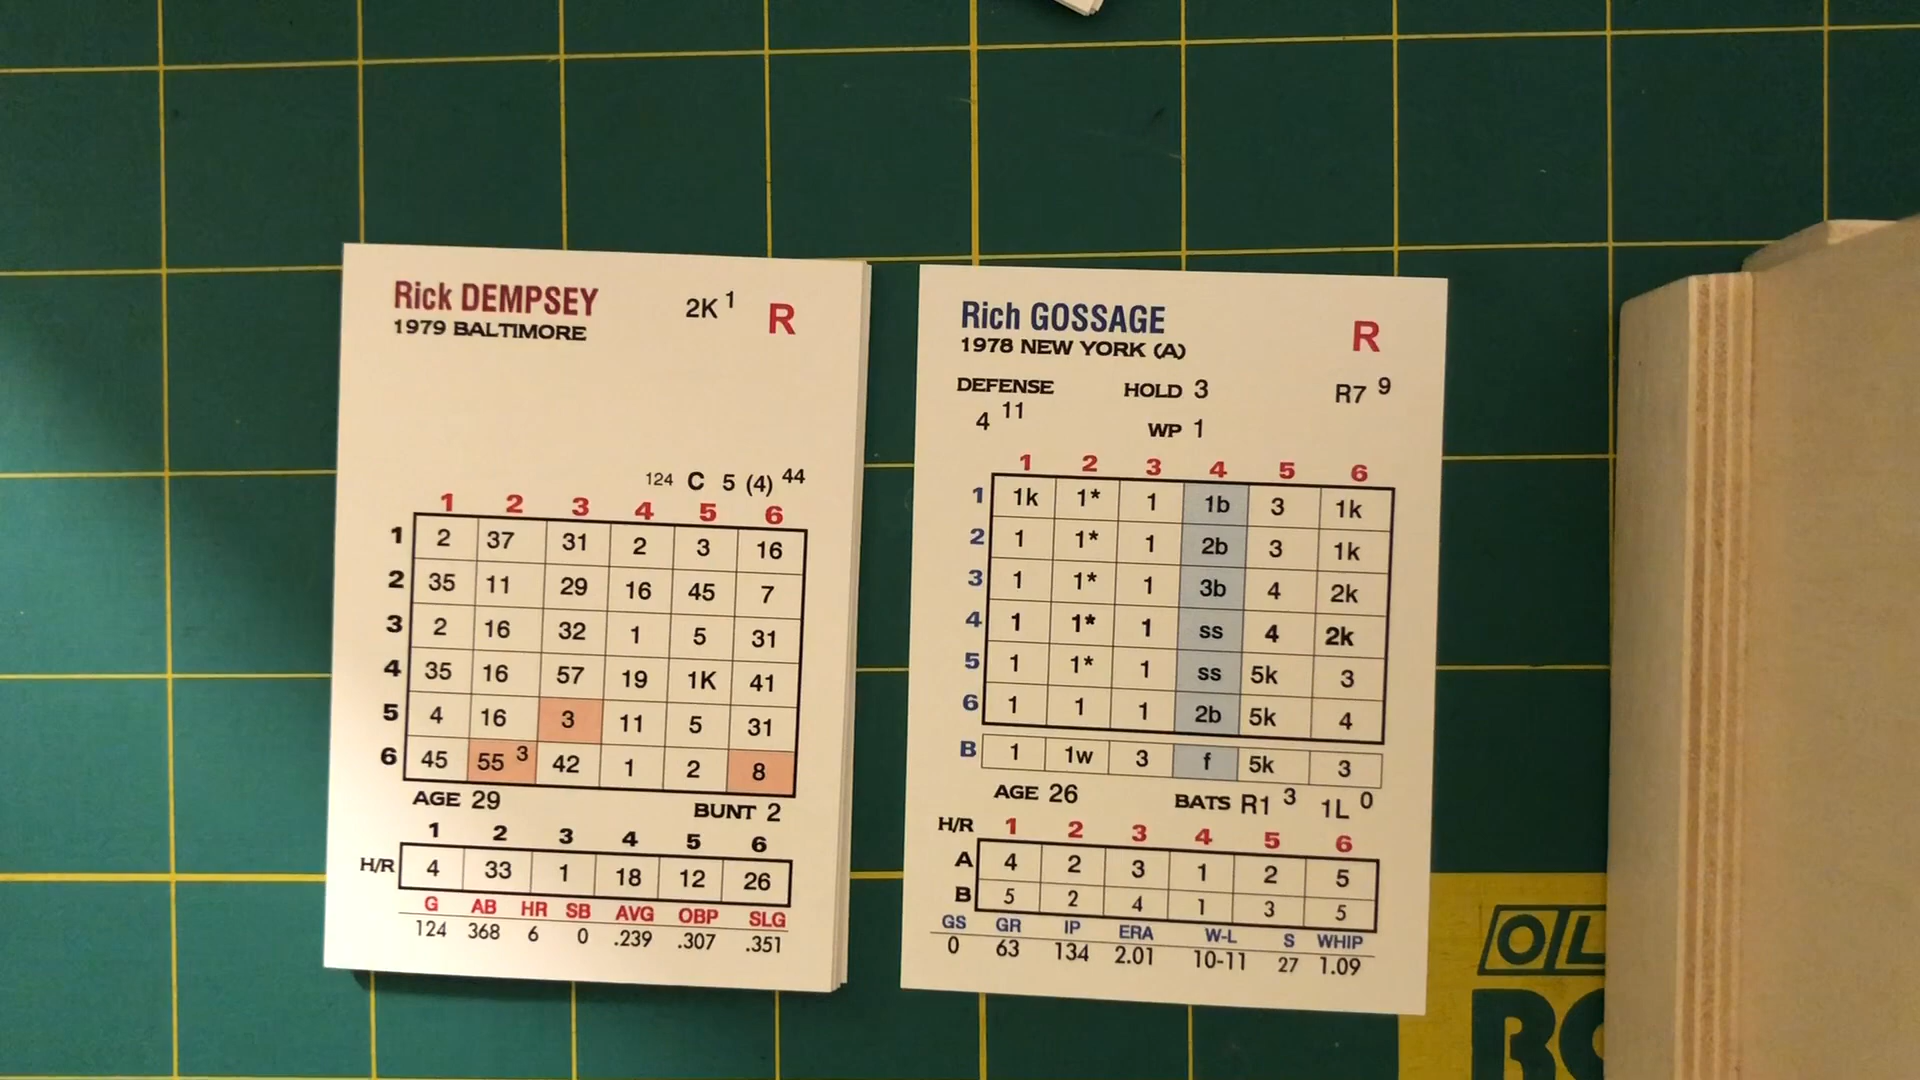 Rick DEMPSEY
2K 1 R
1979 BALTIMORE
124 C 5 (4) 44
1 2 3 4 5 6
1 2 37 31 2 3 16
2 35 11 29 16 45 7
3 2 16 32 1 5 31
4 35 16 57 19 1K 41
5 4 16 3 11 5 31
6 45 55 3 42 1 2 8
AGE 29 BUNT 2
1 2 3 4 5 6
H/R 4 33 1 18 12 26
G AB HR SB AVG OBP SLG
124 368 6 0 .239 .307 .351
Rich GOSSAGE
R
1978 NEW YORK (A)
DEFENSE HOLD 3 R7 9
4 11 WP 1
1 2 3 4 5 6
1 1k 1* 1 1b 3 1k
2 1 1* 1 2b 3 1k
3 1 1* 1 3b 4 2k
4 1 1* 1 ss 4 2k
5 1 1* 1 ss 5k 3
6 1 1 1 2b 5k 4
B 1 1w 3 f 5k 3
AGE 26 BATS R1 3 1L 0
H/R 1 2 3 4 5 6
A 4 2 3 1 2 5
B 5 2 4 1 3 5
GS GR IP ERA W-L S WHIP
0 63 134 2.01 10-11 27 1.09
OL